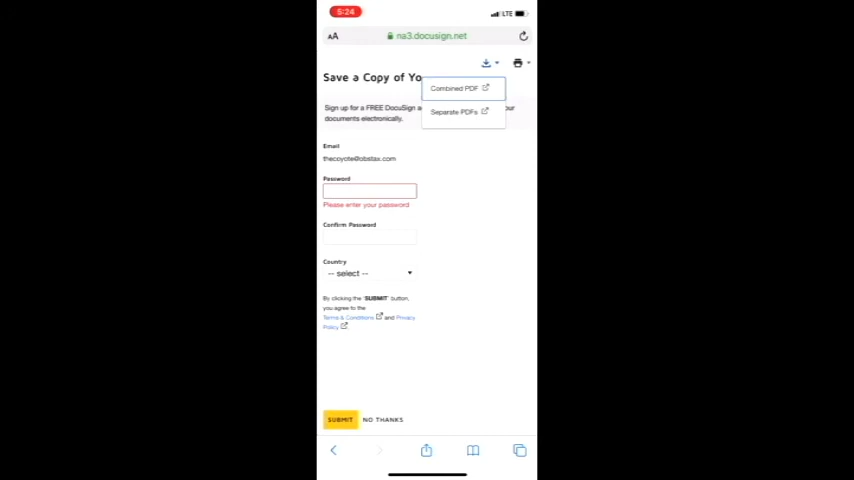 5:24
LTE
AA
na3.docusign.net
Save a Copy of Yo
Combined PDF
Separate PDFs
Sign up for a FREE DocuSign a
our
documents electronically.
Email
thecoyote@obstax.com
Password
Please enter your password
Confirm Password
Country
-- select --
By clicking the 'SUBMIT' button,
you agree to the
Terms & Conditions and Privacy
Policy
SUBMIT NO THANKS